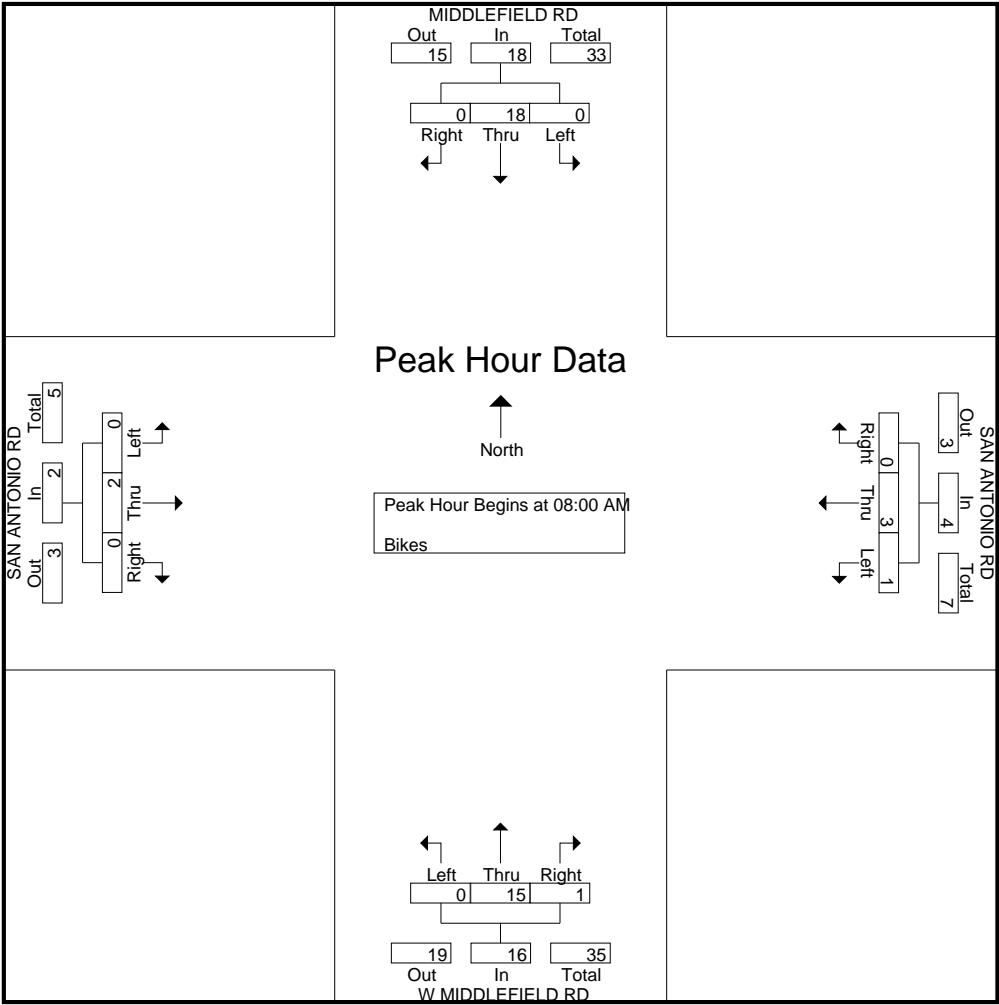 MIDDLEFIELD RD
Out In Total
15 18 33
0 18 0
Right Thru Left
Peak Hour Data
North
Peak Hour Begins at 08:00 AM
Bikes
SAN ANTONIO RD
Total In Out
5 2 3
0 2 0
Left Thru Right
SAN ANTONIO RD
Out In Total
3 4 7
0 3 1
Right Thru Left
Left Thru Right
0 15 1
19 16 35
Out In Total
W MIDDLEFIELD RD